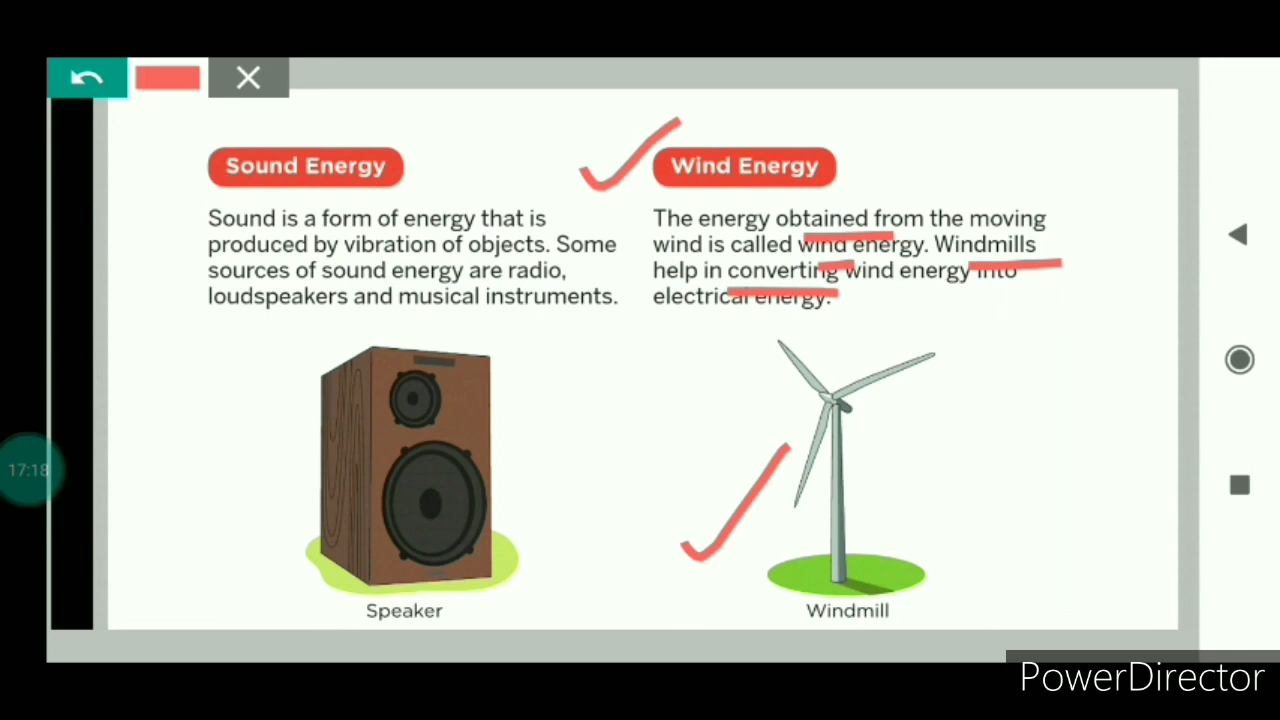 Sound Energy
Sound is a form of energy that is
produced by vibration of objects. Some
sources of sound energy are radio,
loudspeakers and musical instruments.
Speaker
Wind Energy
The energy obtained from the moving
wind is called wind energy. Windmills
help in converting wind energy into
electrical energy.
Windmill
17:18
PowerDirector